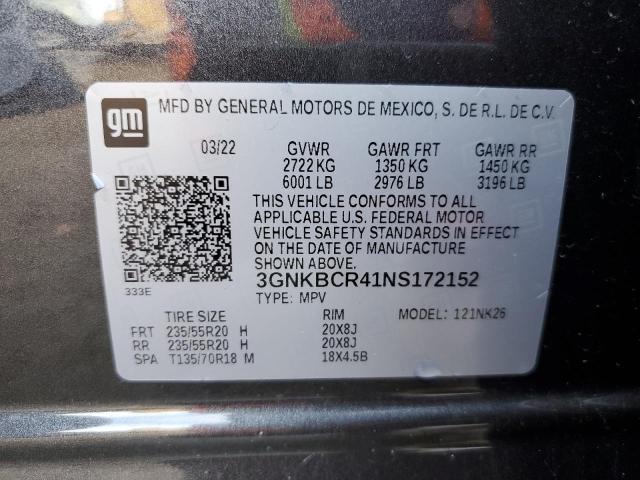 gm
MFD BY GENERAL MOTORS DE MEXICO, S. DE R.L. DE C.V.
03/22 GVWR GAWR FRT GAWR RR
2722 KG 1350 KG 1450 KG
6001 LB 2976 LB 3196 LB
THIS VEHICLE CONFORMS TO ALL
APPLICABLE U.S. FEDERAL MOTOR
VEHICLE SAFETY STANDARDS IN EFFECT
ON THE DATE OF MANUFACTURE
SHOWN ABOVE.
333E
3GNKBCR41NS172152
TYPE: MPV
TIRE SIZE RIM MODEL: 121NK26
FRT 235/55R20 H 20X8J
RR 235/55R20 H 20X8J
SPA T135/70R18 M 18X4.5B